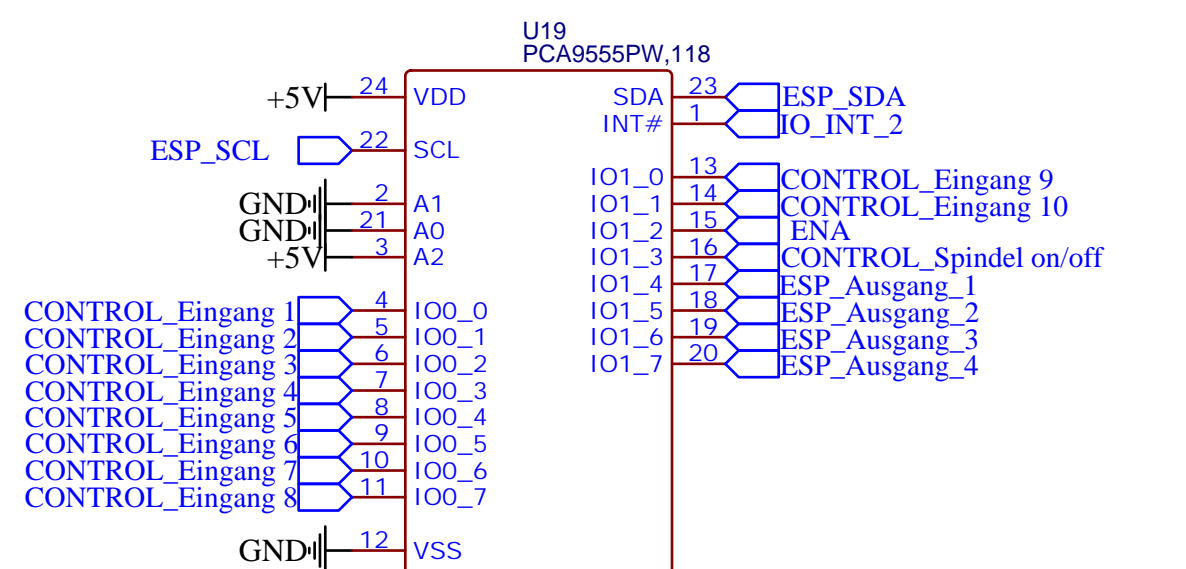 U19
PCA9555PW,118
+5V 24 VDD SDA 23 ESP_SDA
INT# 1 IO_INT_2
ESP_SCL 22 SCL
IO1_0 13 CONTROL_Eingang 9
GND 2 A1 IO1_1 14 CONTROL_Eingang 10
GND 21 A0 IO1_2 15 ENA
+5V 3 A2 IO1_3 16 CONTROL_Spindel on/off
IO1_4 17 ESP_Ausgang_1
CONTROL_Eingang 1 4 IO0_0 IO1_5 18 ESP_Ausgang_2
CONTROL_Eingang 2 5 IO0_1 IO1_6 19 ESP_Ausgang_3
CONTROL_Eingang 3 6 IO0_2 IO1_7 20 ESP_Ausgang_4
CONTROL_Eingang 4 7 IO0_3
CONTROL_Eingang 5 8 IO0_4
CONTROL_Eingang 6 9 IO0_5
CONTROL_Eingang 7 10 IO0_6
CONTROL_Eingang 8 11 IO0_7
GND 12 VSS